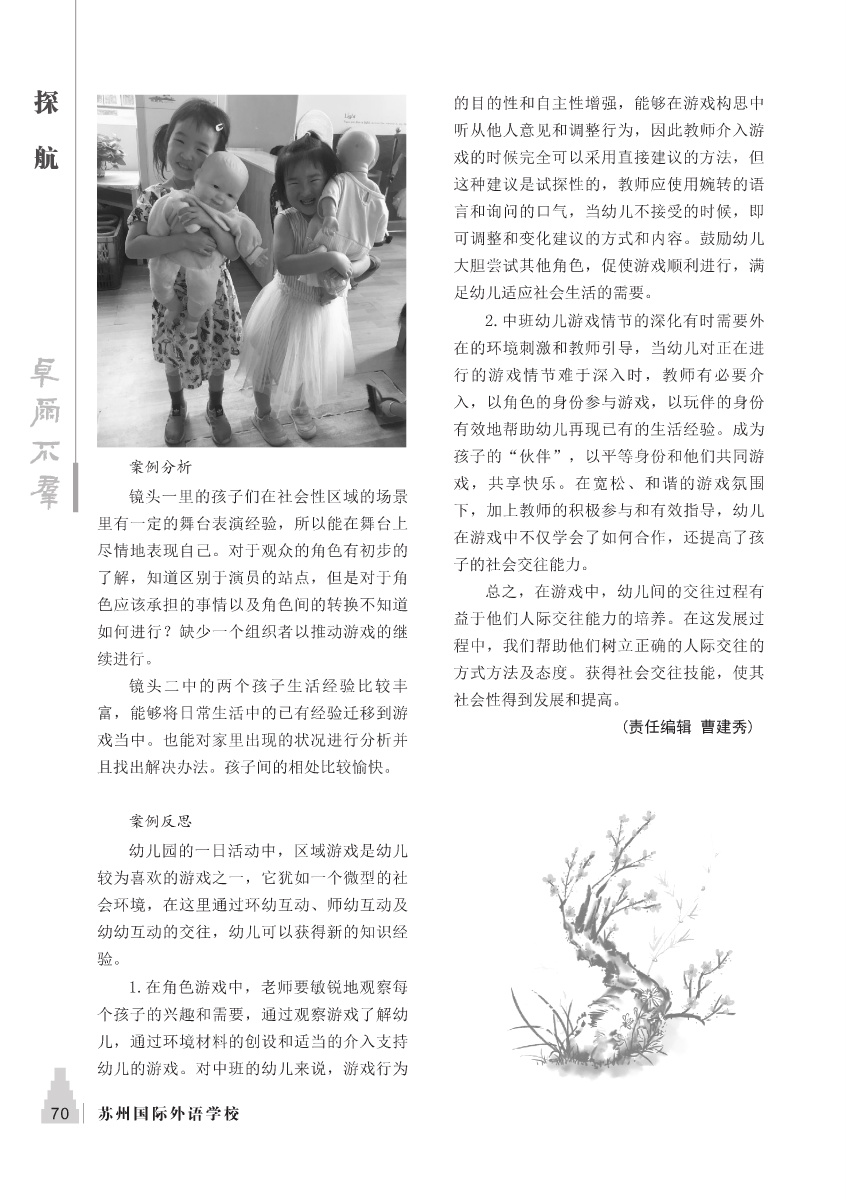 探
航
卓尔不群
Light
案例分析
镜头一里的孩子们在社会性区域的场景
里有一定的舞台表演经验，所以能在舞台上
尽情地表现自己。对于观众的角色有初步的
了解，知道区别于演员的站点，但是对于角
色应该承担的事情以及角色间的转换不知道
如何进行？缺少一个组织者以推动游戏的继
续进行。
镜头二中的两个孩子生活经验比较丰
富，能够将日常生活中的已有经验迁移到游
戏当中。也能对家里出现的状况进行分析并
且找出解决办法。孩子间的相处比较愉快。
案例反思
幼儿园的一日活动中，区域游戏是幼儿
较为喜欢的游戏之一，它犹如一个微型的社
会环境，在这里通过环幼互动、师幼互动及
幼幼互动的交往，幼儿可以获得新的知识经
验。
1.在角色游戏中，老师要敏锐地观察每
个孩子的兴趣和需要，通过观察游戏了解幼
儿，通过环境材料的创设和适当的介入支持
幼儿的游戏。对中班的幼儿来说，游戏行为
的目的性和自主性增强，能够在游戏构思中
听从他人意见和调整行为，因此教师介入游
戏的时候完全可以采用直接建议的方法，但
这种建议是试探性的，教师应使用婉转的语
言和询问的口气，当幼儿不接受的时候，即
可调整和变化建议的方式和内容。鼓励幼儿
大胆尝试其他角色，促使游戏顺利进行，满
足幼儿适应社会生活的需要。
2.中班幼儿游戏情节的深化有时需要外
在的环境刺激和教师引导，当幼儿对正在进
行的游戏情节难于深入时，教师有必要介
入，以角色的身份参与游戏，以玩伴的身份
有效地帮助幼儿再现已有的生活经验。成为
孩子的“伙伴”，以平等身份和他们共同游
戏，共享快乐。在宽松、和谐的游戏氛围
下，加上教师的积极参与和有效指导，幼儿
在游戏中不仅学会了如何合作，还提高了孩
子的社会交往能力。
总之，在游戏中，幼儿间的交往过程有
益于他们人际交往能力的培养。在这发展过
程中，我们帮助他们树立正确的人际交往的
方式方法及态度。获得社会交往技能，使其
社会性得到发展和提高。
(责任编辑 曹建秀)
70
苏州国际外语学校